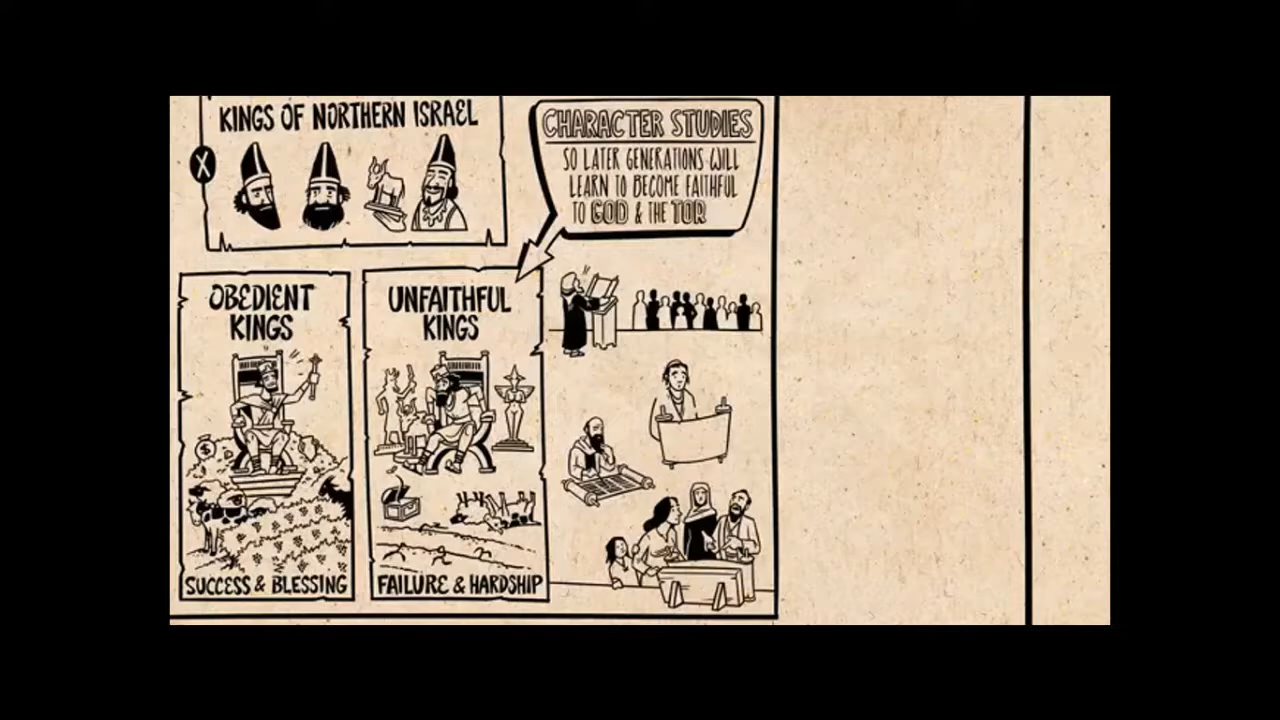 KINGS OF NORTHERN ISRAEL
X
CHARACTER STUDIES
SO LATER GENERATIONS WILL
LEARN TO BECOME FAITHFUL
TO GOD & THE TOR
OBEDIENT
KINGS
$
SUCCESS & BLESSING
UNFAITHFUL
KINGS
FAILURE & HARDSHIP